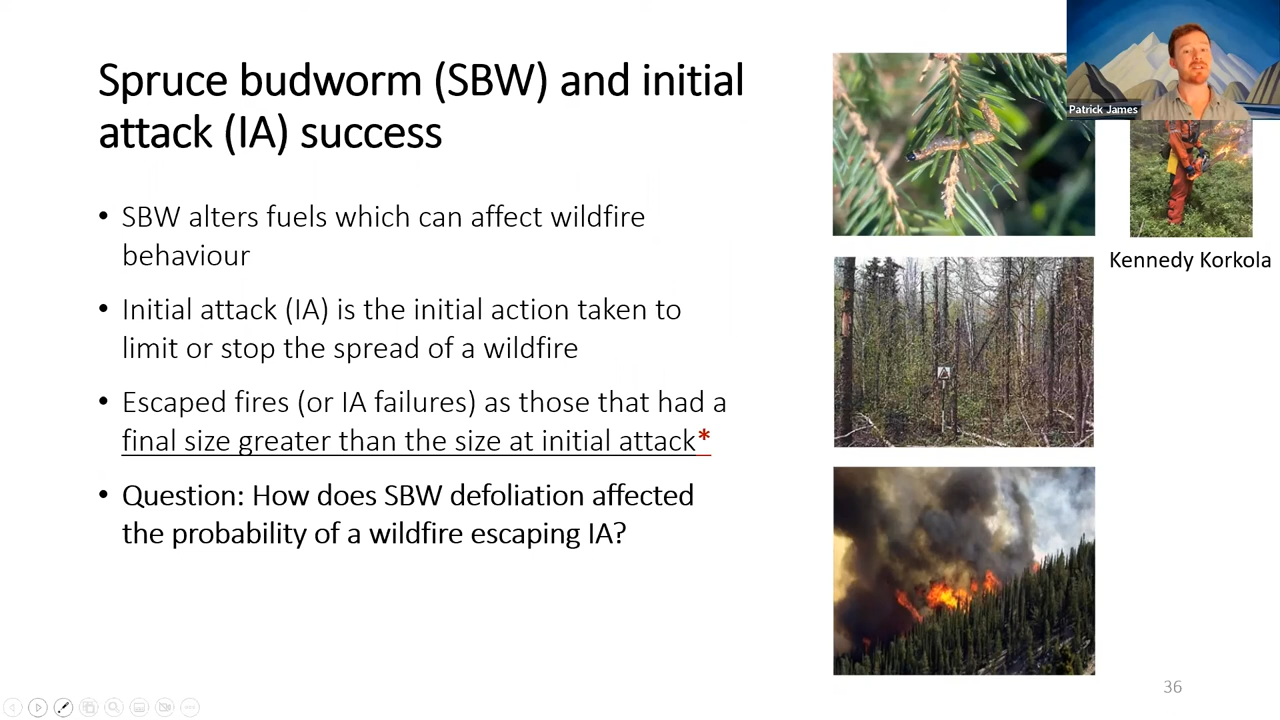 Spruce budworm (SBW) and initial
attack (IA) success
• SBW alters fuels which can affect wildfire
behaviour
• Initial attack (IA) is the initial action taken to
limit or stop the spread of a wildfire
• Escaped fires (or IA failures) as those that had a
final size greater than the size at initial attack*
• Question: How does SBW defoliation affected
the probability of a wildfire escaping IA?
Patrick James
Kennedy Korkola
36